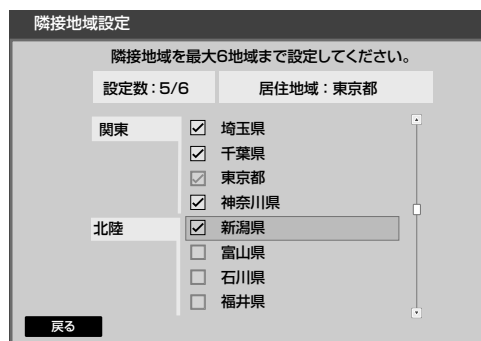 隣接地域設定
隣接地域を最大6地域まで設定してください。
設定数：5/6 居住地域：東京都
関東 埼玉県
千葉県
東京都
神奈川県
北陸 新潟県
富山県
石川県
福井県
戻る